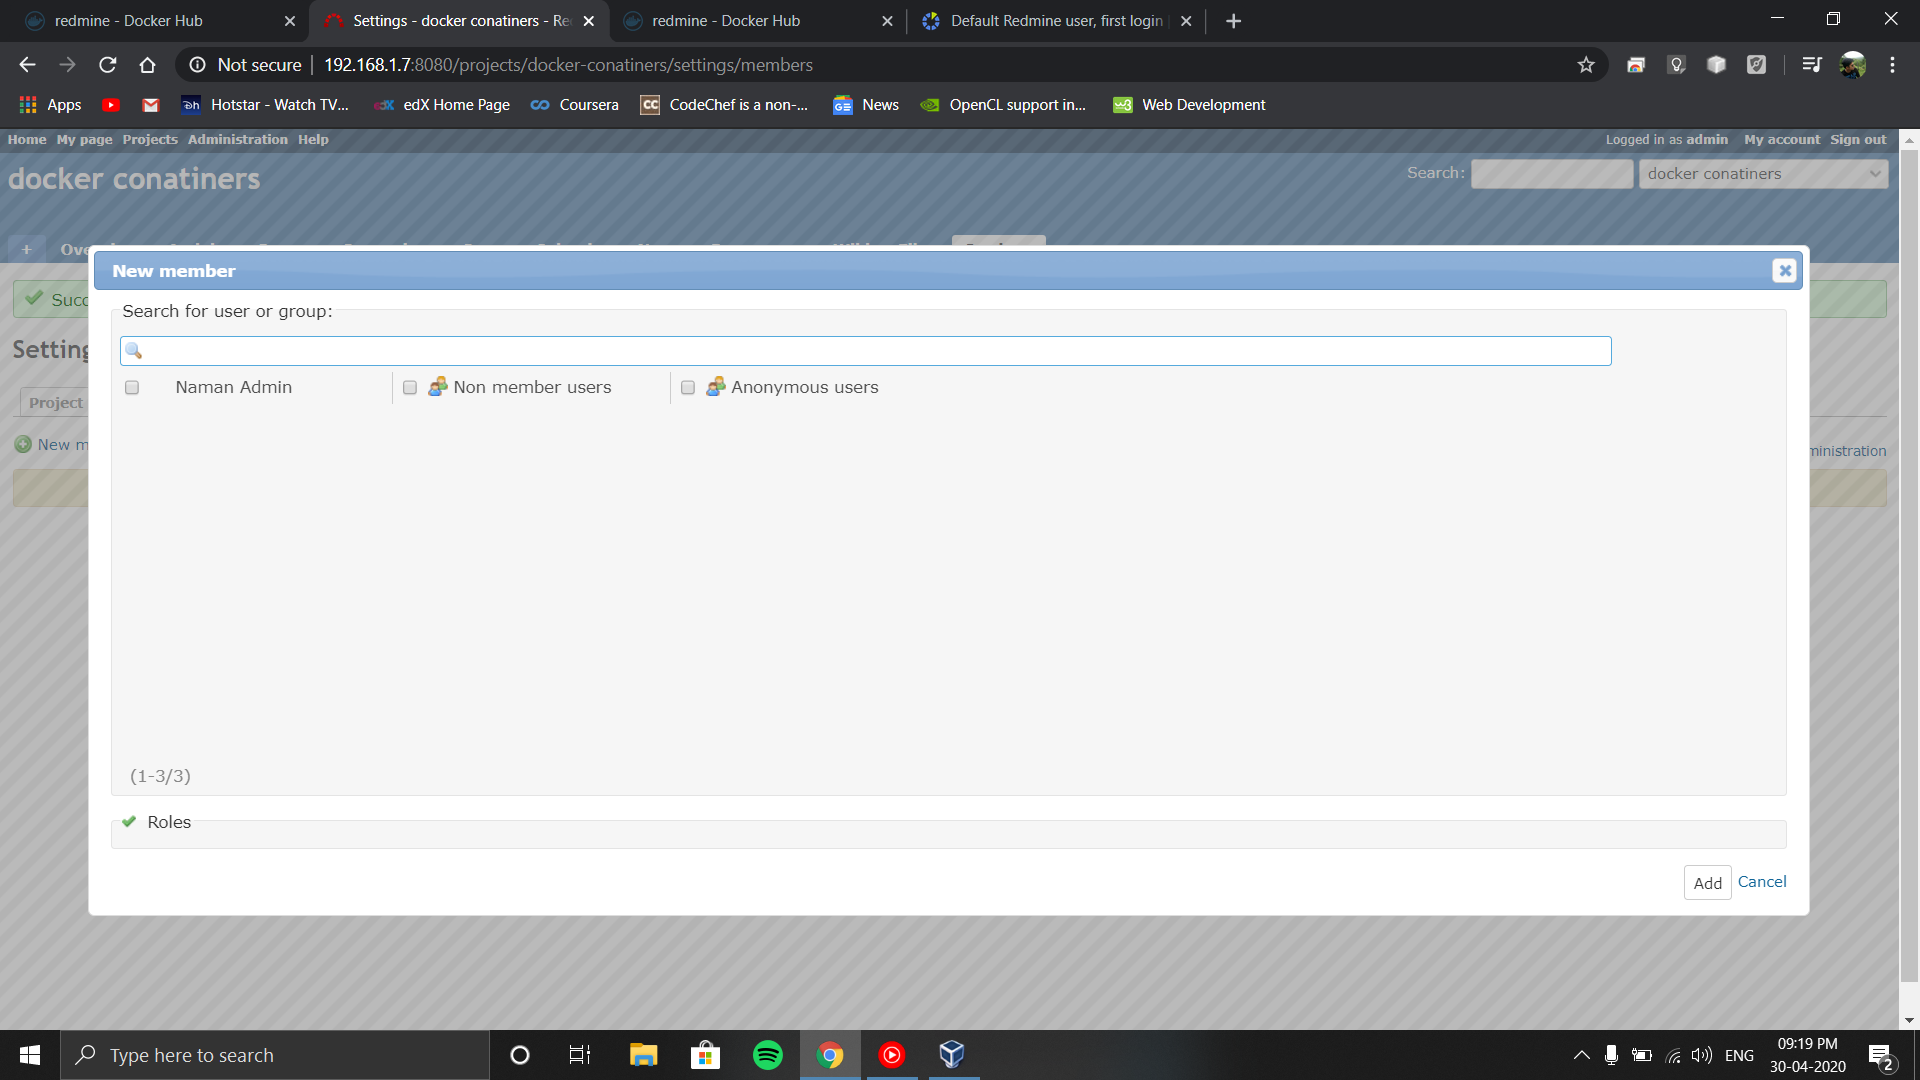 redmine - Docker Hub
Settings - docker conatiners - Re
redmine - Docker Hub
Default Redmine user, first login
Not secure
192.168.1.7:8080/projects/docker-conatiners/settings/members
Apps
Hotstar - Watch TV...
edX Home Page
Coursera
CC
CodeChef is a non-...
News
OpenCL support in...
Web Development
Home My page Projects Administration Help
Logged in as admin My account Sign out
docker conatiners
Search:
docker conatiners
+
New member
Succ
Search for user or group:
Setting
Naman Admin
Non member users
Anonymous users
Project
New m
ministration
(1-3/3)
Roles
Add Cancel
Type here to search
ENG
09:19 PM
30-04-2020
2